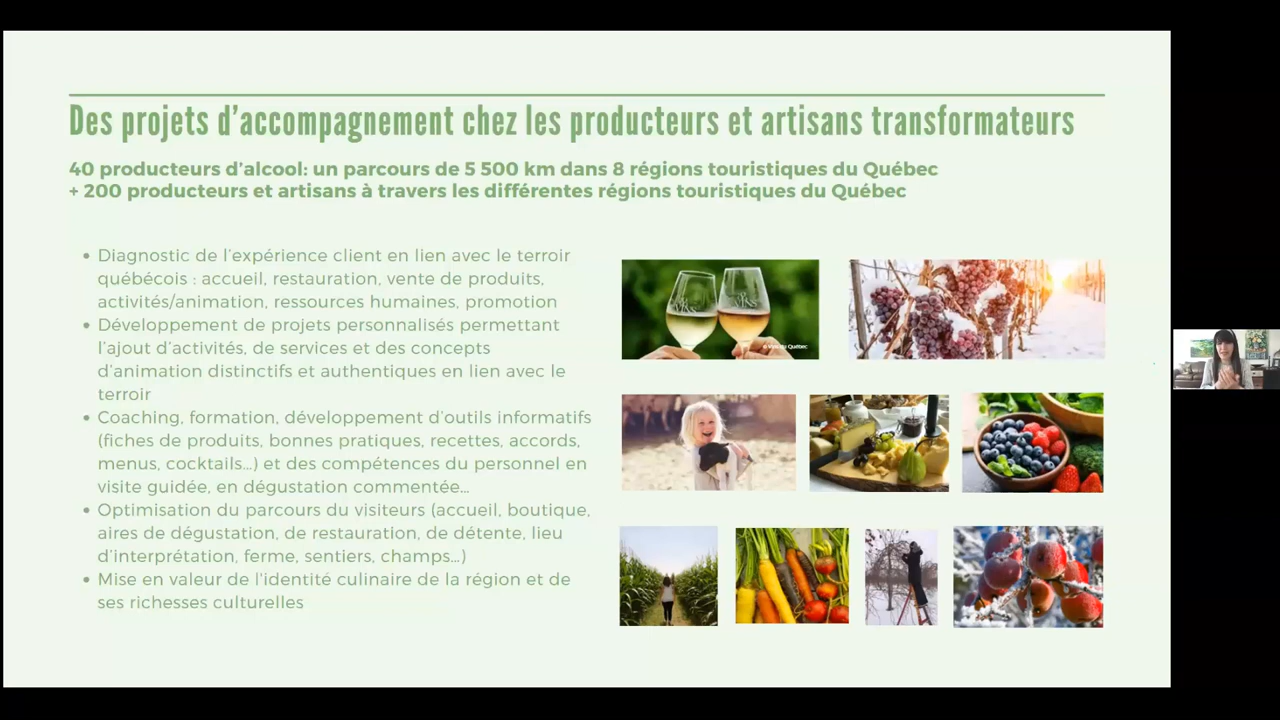 Des projets d'accompagnement chez les producteurs et artisans transformateurs
40 producteurs d'alcool: un parcours de 5 500 km dans 8 régions touristiques du Québec
+ 200 producteurs et artisans à travers les différentes régions touristiques du Québec
• Diagnostic de l'expérience client en lien avec le terroir
québécois : accueil, restauration, vente de produits,
activités/animation, ressources humaines, promotion
• Développement de projets personnalisés permettant
l'ajout d'activités, de services et des concepts
d'animation distinctifs et authentiques en lien avec le
terroir
• Coaching, formation, développement d'outils informatifs
(fiches de produits, bonnes pratiques, recettes, accords,
menus, cocktails...) et des compétences du personnel en
visite guidée, en dégustation commentée...
• Optimisation du parcours du visiteurs (accueil, boutique,
aires de dégustation, de restauration, de détente, lieu
d'interprétation, ferme, sentiers, champs...)
• Mise en valeur de l'identité culinaire de la région et de
ses richesses culturelles